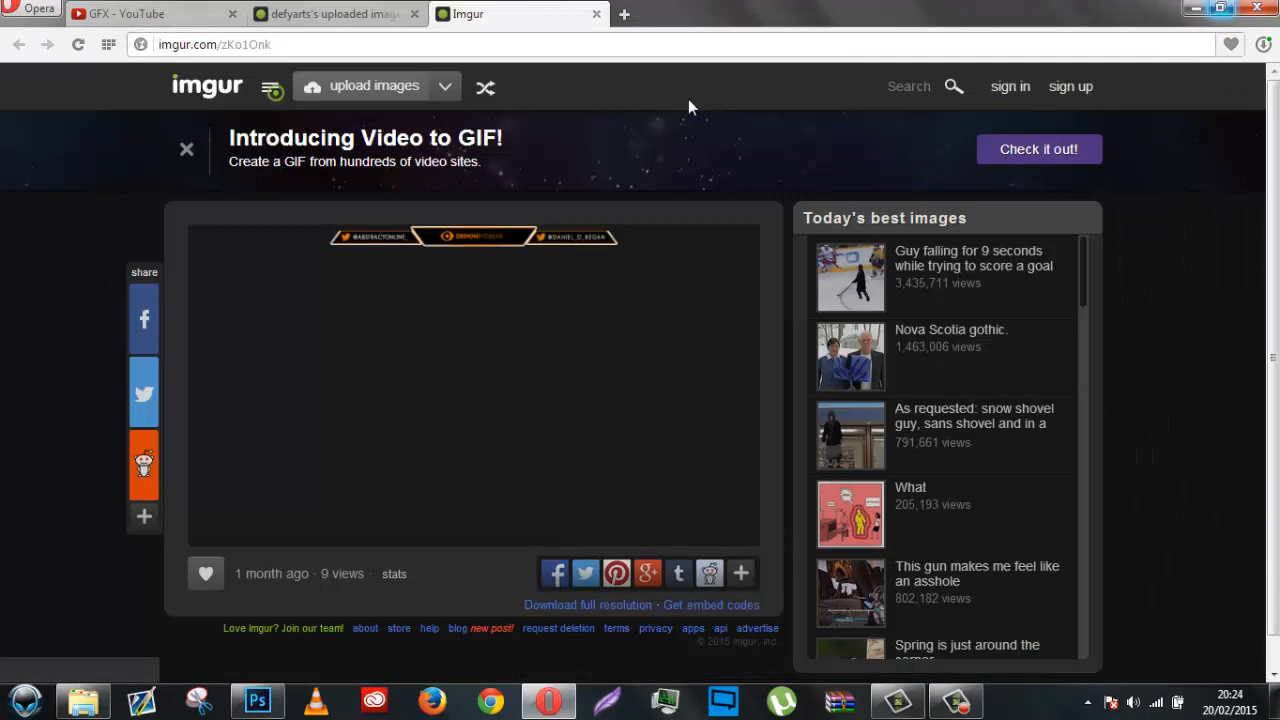 Opera
GFX - YouTube
defyarts's uploaded imag
Imgur
imgur.com/zKo1Onk
imgur
upload images
Search
sign in
sign up
Introducing Video to GIF!
Create a GIF from hundreds of video sites.
Check it out!
@ABSTRACTONLINE_
@DANIEL_O_REGAN
share
Today's best images
Guy falling for 9 seconds
while trying to score a goal
3,435,711 views
Nova Scotia gothic.
1,463,006 views
As requested: snow shovel
guy, sans shovel and in a
791,661 views
What
205,193 views
This gun makes me feel like
an asshole
802,182 views
Spring is just around the
corner
1 month ago - 9 views
stats
Download full resolution · Get embed codes
Love Imgur? Join our team! about store help blog new post! request deletion terms privacy apps api advertise
© 2015 Imgur, Inc
Ps
20:24
20/02/2015